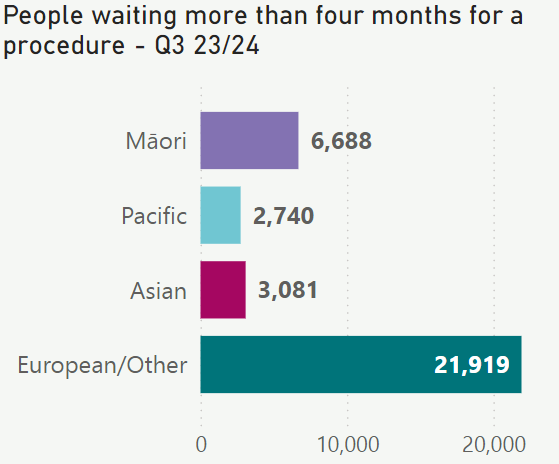 People waiting more than four months for a
procedure - Q3 23/24
Māori 6,688
Pacific 2,740
Asian 3,081
European/Other 21,919
0 10,000 20,000